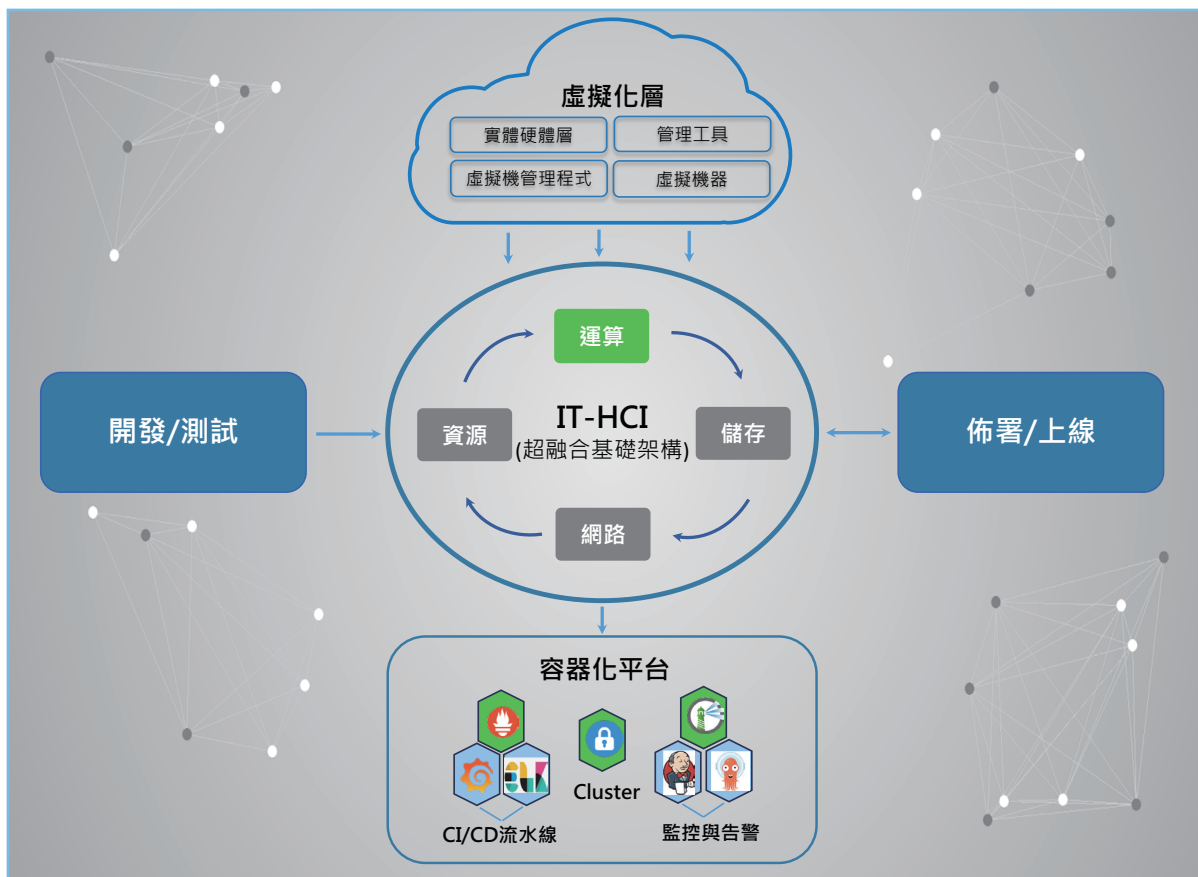 虛擬化層
實體硬體層
管理工具
虛擬機管理程式
虛擬機器
運算
開發/測試
資源
IT-HCI
(超融合基礎架構)
儲存
佈署/上線
網路
容器化平台
Cluster
CI/CD流水線
監控與告警